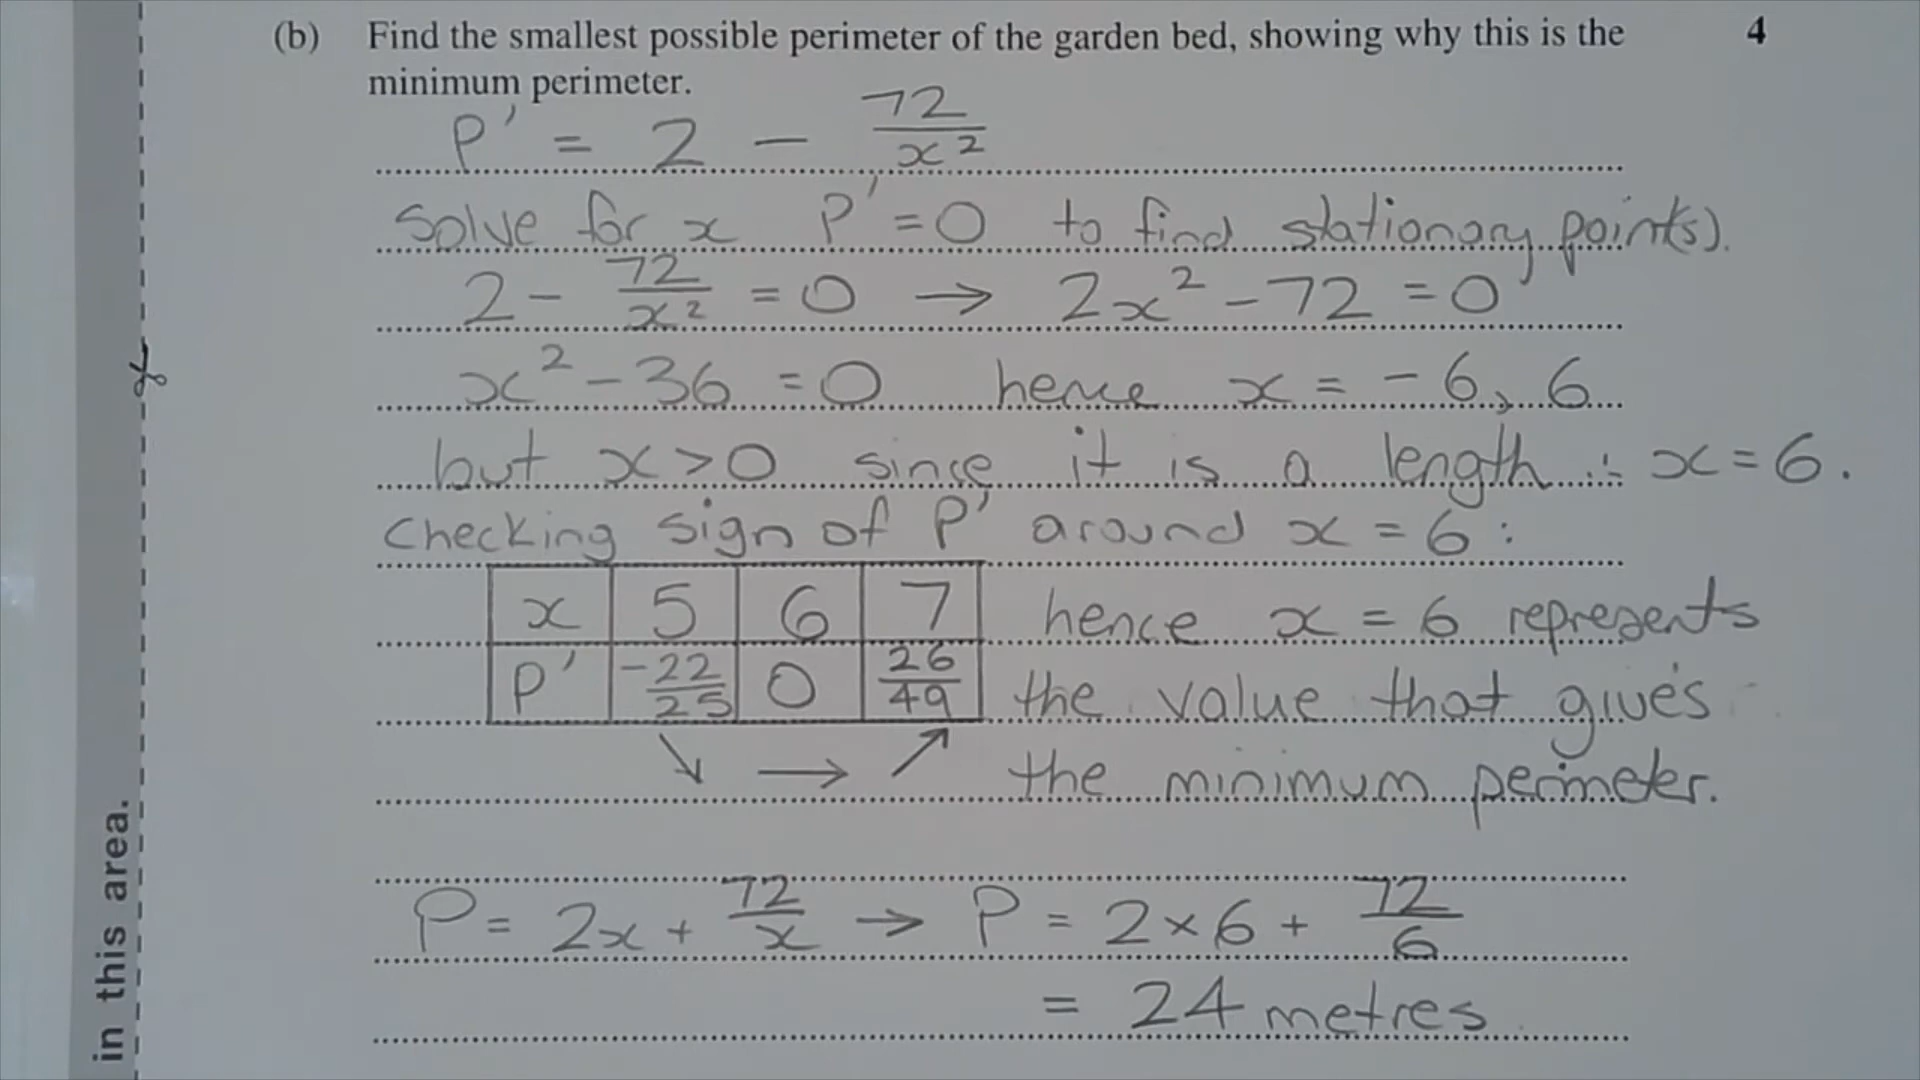 (b) Find the smallest possible perimeter of the garden bed, showing why this is the 4
minimum perimeter.
P' = 2 - 72/x²
Solve for x P' = 0 to find stationary point(s).
2 - 72/x² = 0 → 2x² - 72 = 0
x² - 36 = 0 hence x = -6, 6
but x > 0 since it is a length ∴ x = 6.
Checking sign of P' around x = 6 :
x 5 6 7 hence x = 6 represents
P' -22/25 0 26/49 the value that gives
↘ → ↗ the minimum perimeter.
P = 2x + 72/x → P = 2 × 6 + 72/6
= 24 metres
in this area.